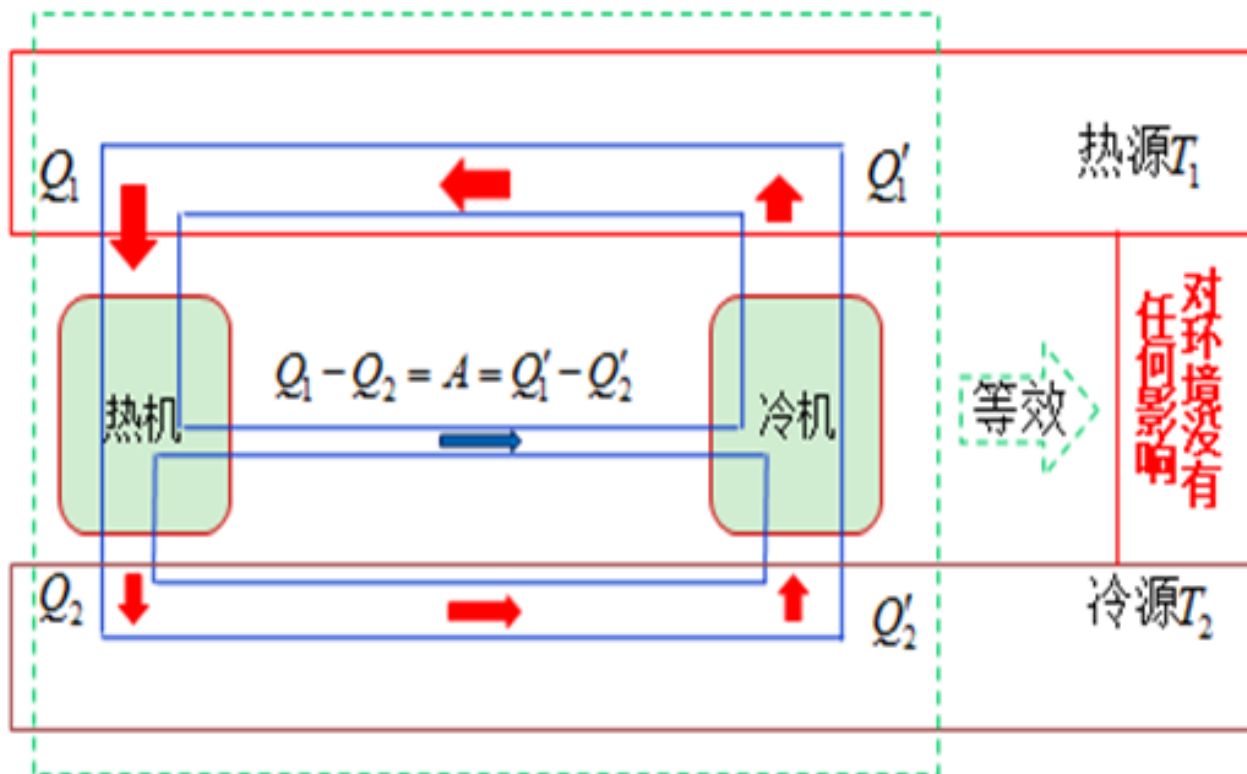 热源T₁
Q₁
Q₁′
对环境没有
任何影响
Q₁ − Q₂ = A = Q₁′ − Q₂′
热机
冷机
等效
Q₂
Q₂′
冷源T₂